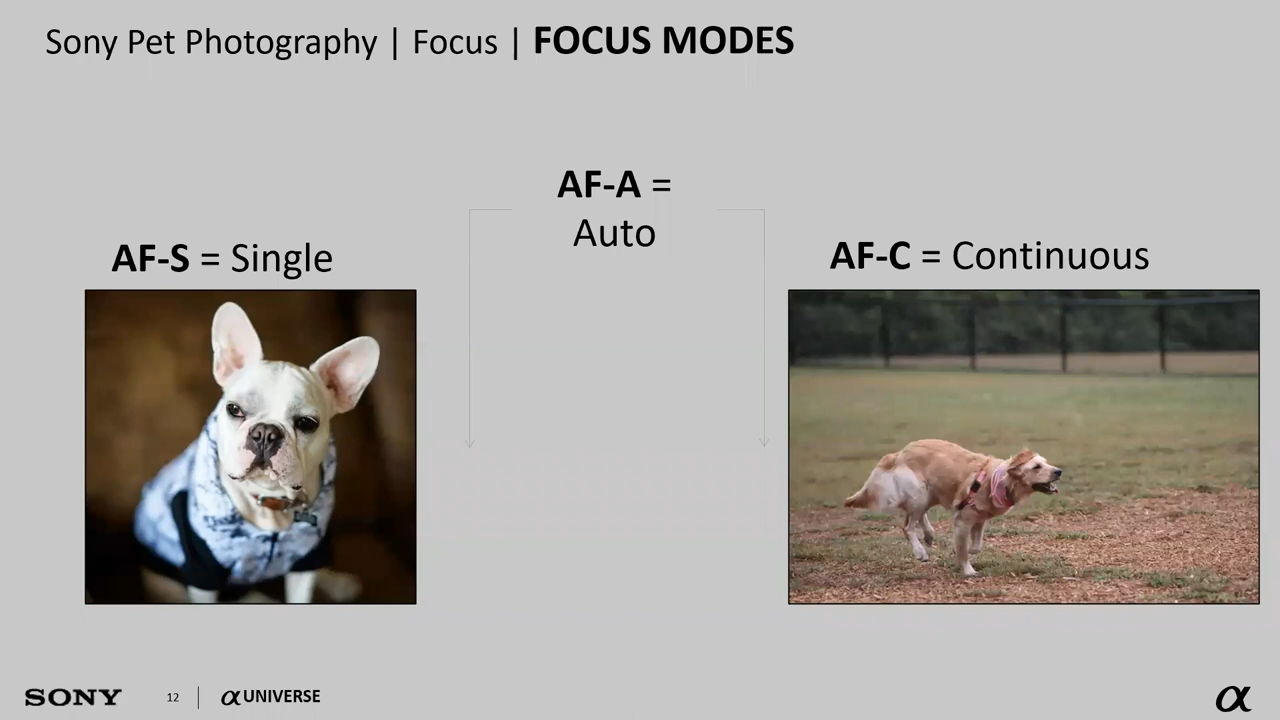 Sony Pet Photography | Focus | FOCUS MODES
AF-A =
Auto
AF-S = Single
AF-C = Continuous
SONY
12
α UNIVERSE
α